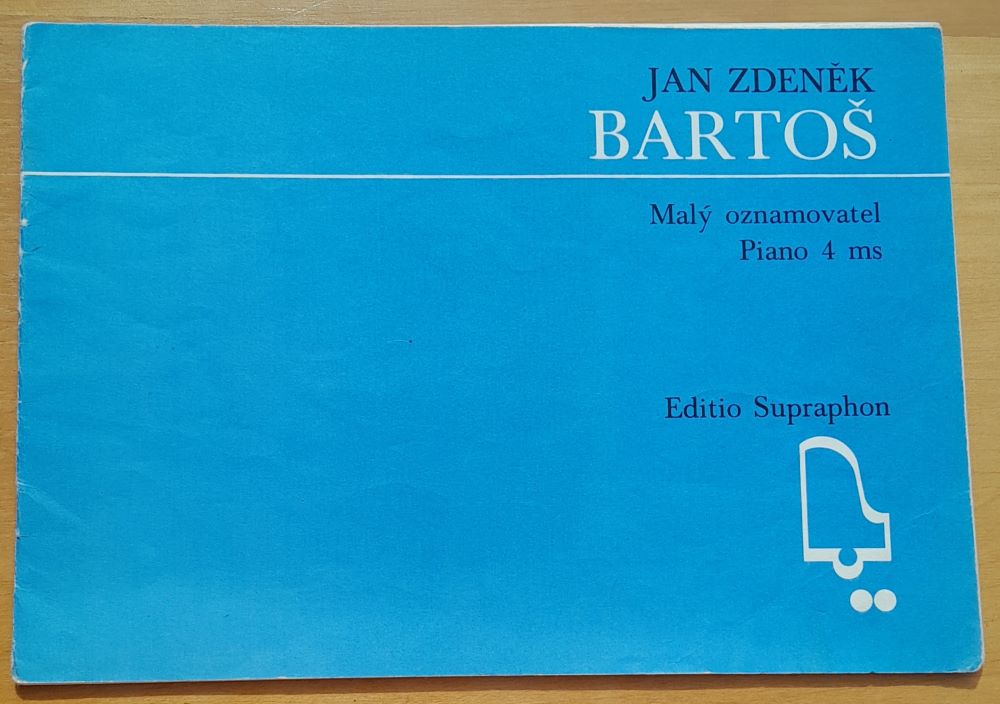 JAN ZDENĚK
BARTOŠ
Malý oznamovatel
Piano 4 ms
Editio Supraphon